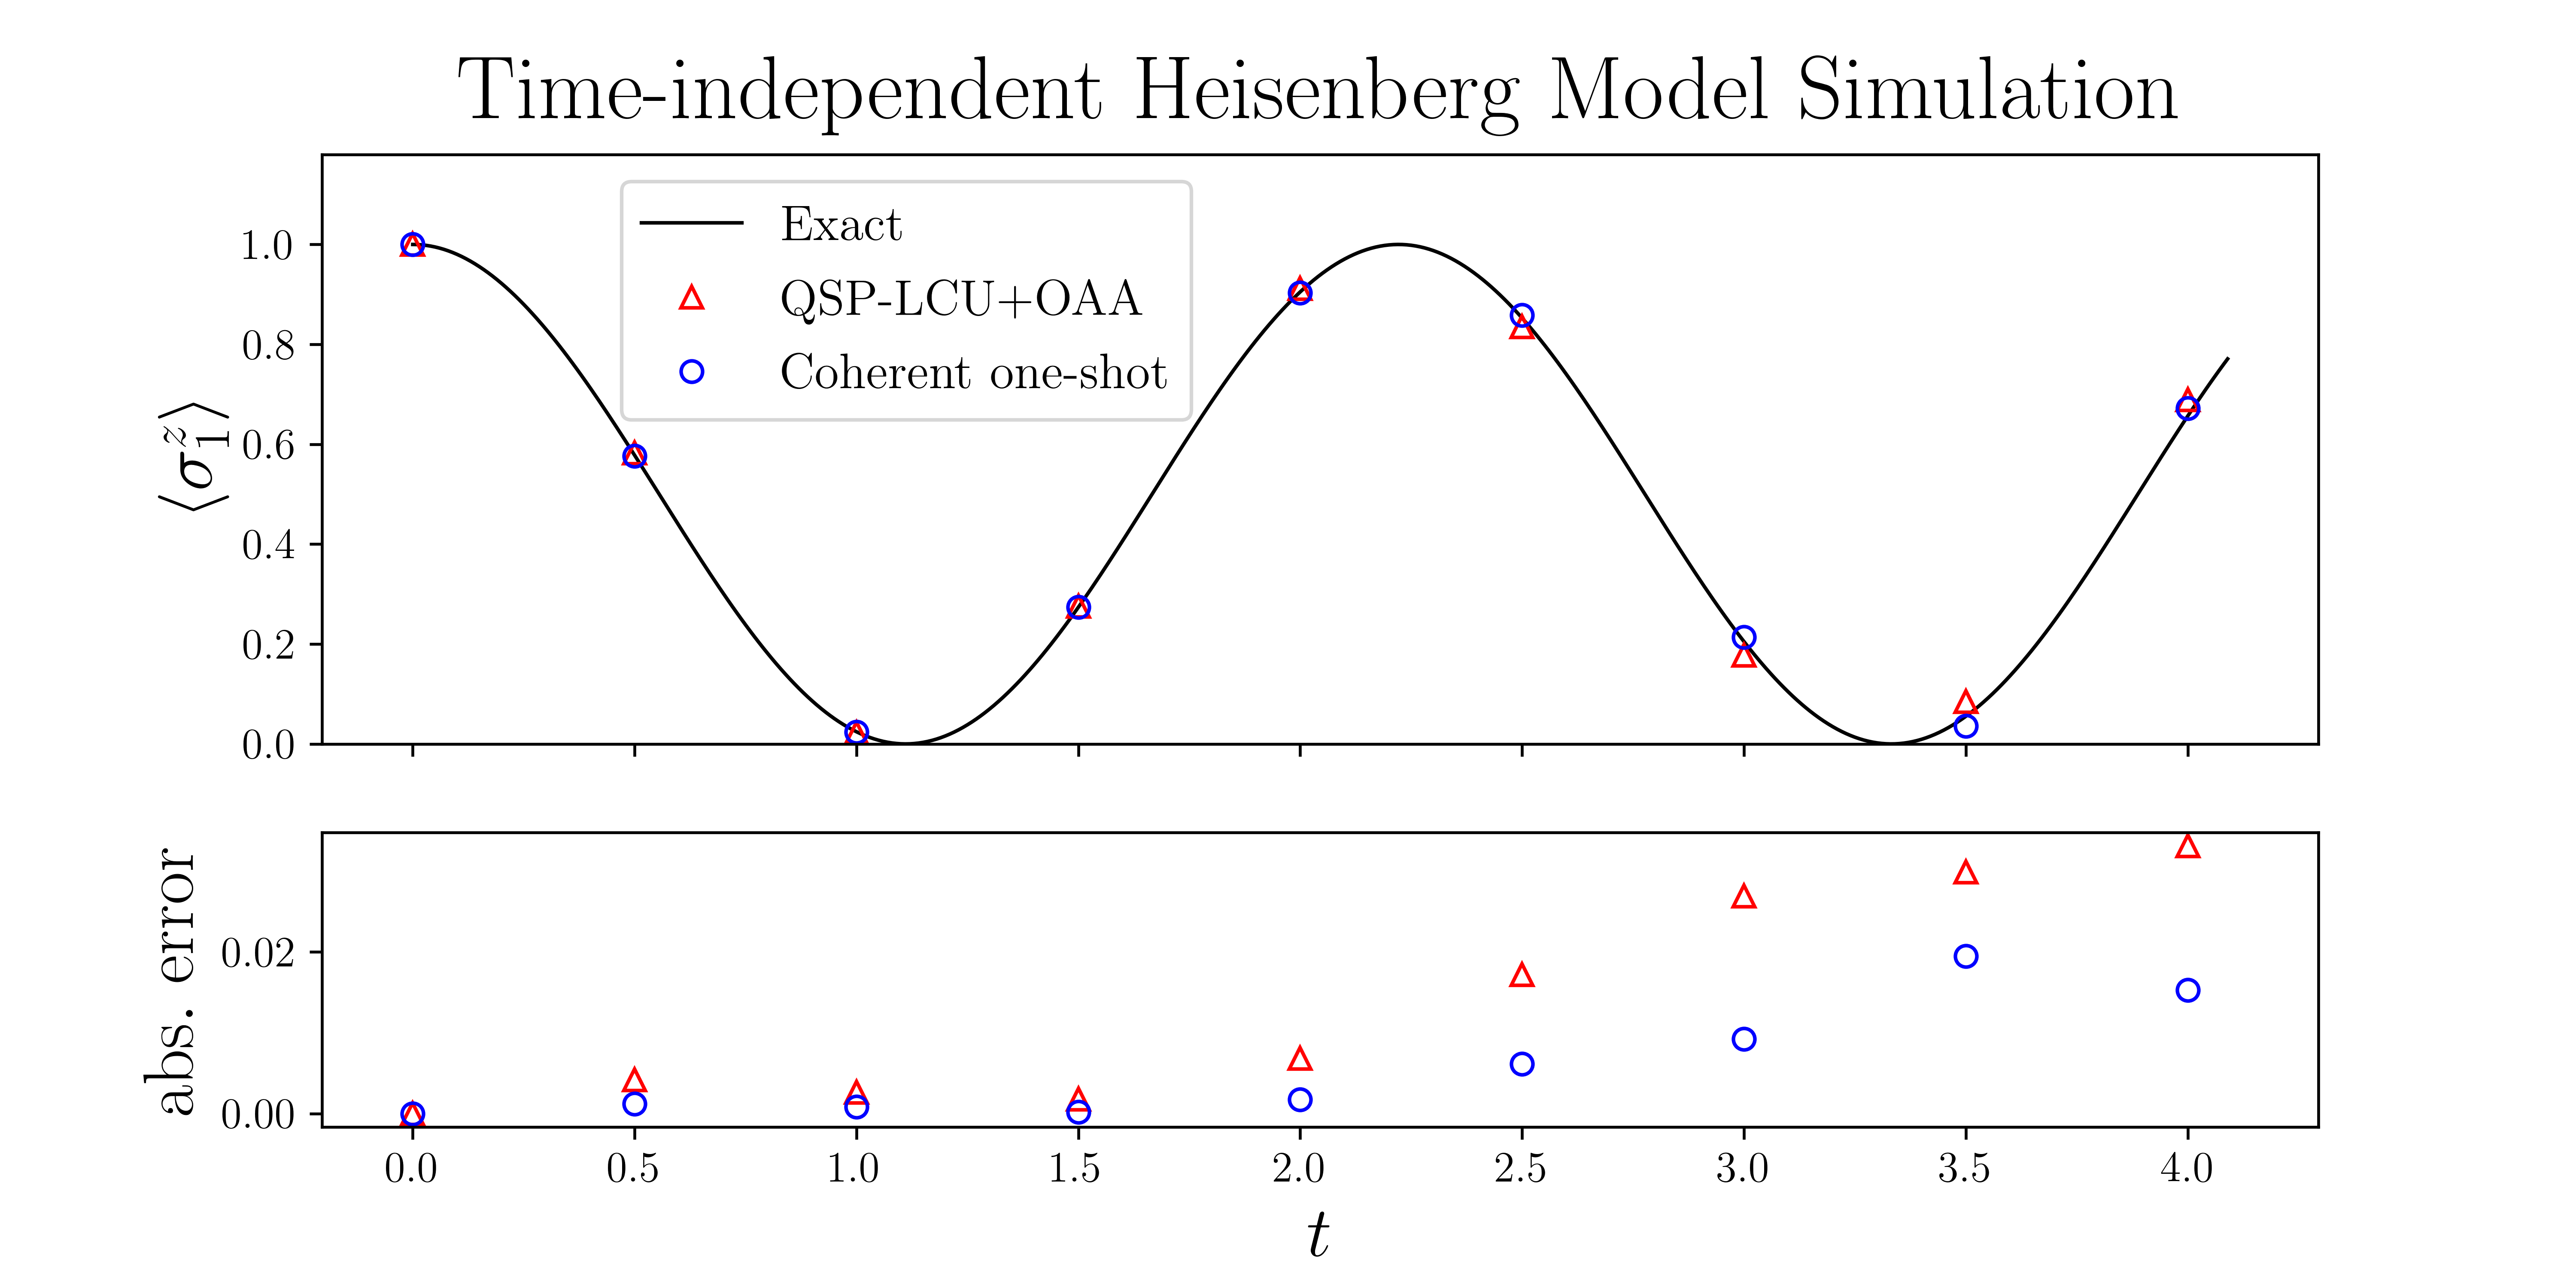 Time-independent Heisenberg Model Simulation
Exact
QSP-LCU+OAA
Coherent one-shot
⟨σ₁ᶻ⟩
1.0
0.8
0.6
0.4
0.2
0.0
abs. error
0.02
0.00
0.0 0.5 1.0 1.5 2.0 2.5 3.0 3.5 4.0
t